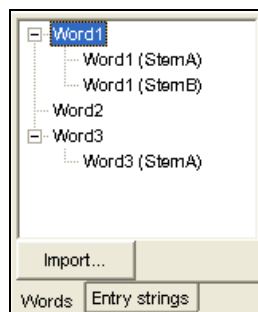 Word1
Word1 (StemA)
Word1 (StemB)
Word2
Word3
Word3 (StemA)
Import...
Words Entry strings